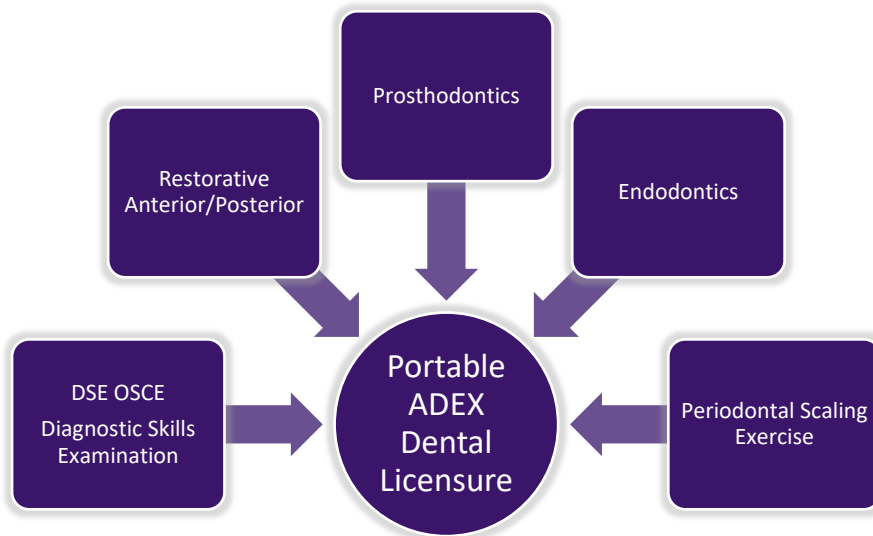 Prosthodontics
Restorative
Anterior/Posterior
Endodontics
DSE OSCE
Diagnostic Skills
Examination
Portable
ADEX
Dental
Licensure
Periodontal Scaling
Exercise